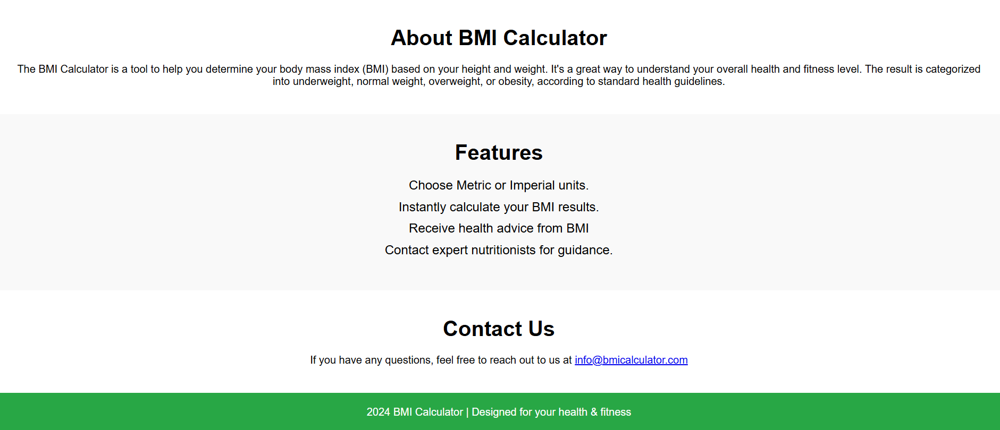 About BMI Calculator
The BMI Calculator is a tool to help you determine your body mass index (BMI) based on your height and weight. It's a great way to understand your overall health and fitness level. The result is categorized
into underweight, normal weight, overweight, or obesity, according to standard health guidelines.
Features
Choose Metric or Imperial units.
Instantly calculate your BMI results.
Receive health advice from BMI
Contact expert nutritionists for guidance.
Contact Us
If you have any questions, feel free to reach out to us at info@bmicalculator.com
2024 BMI Calculator | Designed for your health & fitness